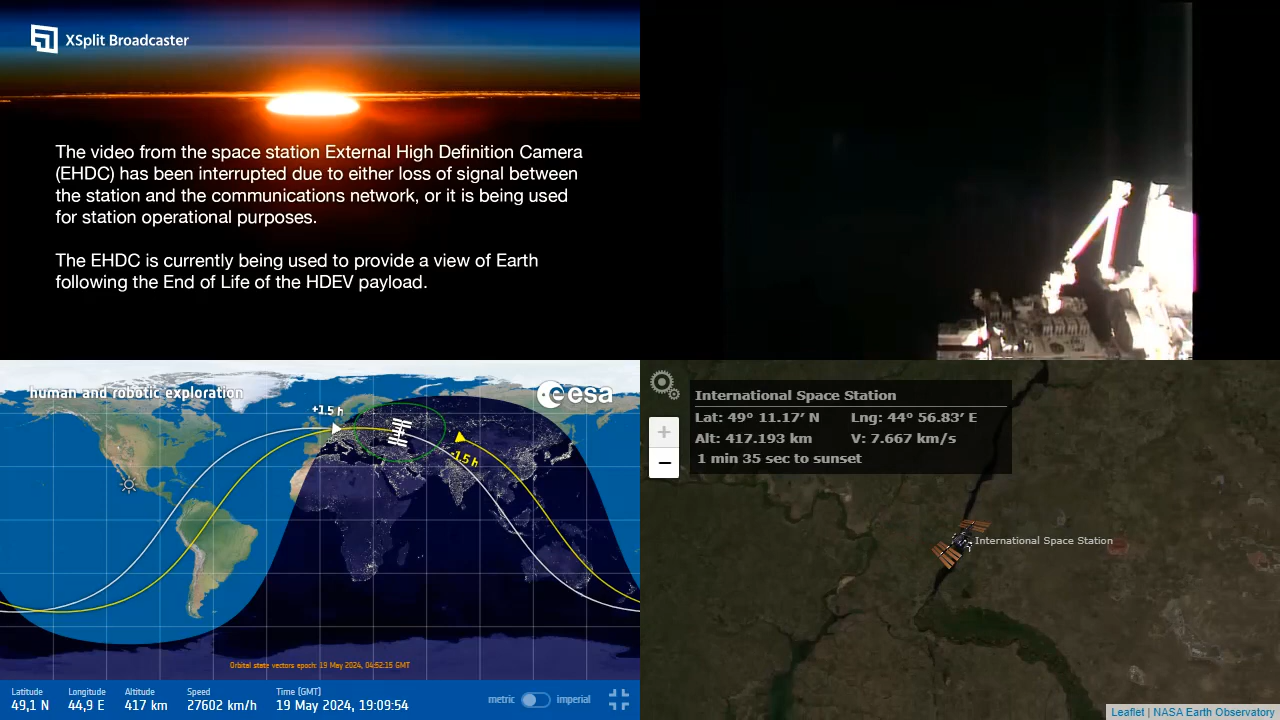 XSplit Broadcaster
The video from the space station External High Definition Camera
(EHDC) has been interrupted due to either loss of signal between
the station and the communications network, or it is being used
for station operational purposes.
The EHDC is currently being used to provide a view of Earth
following the End of Life of the HDEV payload.
human and robotic exploration
esa
+1.5 h
-1.5 h
Orbital state vectors epoch: 19 May 2024, 04:52:15 GMT
Latitude
49,1 N
Longitude
44,9 E
Altitude
417 km
Speed
27602 km/h
Time (GMT)
19 May 2024, 19:09:54
metric
imperial
International Space Station
Lat: 49° 11.17′ N
Lng: 44° 56.83′ E
Alt: 417.193 km
V: 7.667 km/s
1 min 35 sec to sunset
+
−
International Space Station
Leaflet | NASA Earth Observatory